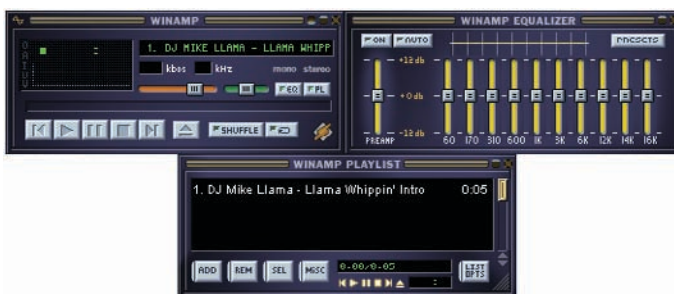 WINAMP
O
A
I
D
U
V
1. DJ MIKE LLAMA - LLAMA WHIPP
kbps kHz mono stereo
EQ PL
SHUFFLE
WINAMP EQUALIZER
ON AUTO PRESETS
+12 db
+0 db
-12 db
PREAMP 60 170 310 600 1K 3K 6K 12K 14K 16K
WINAMP PLAYLIST
1. DJ Mike Llama - Llama Whippin' Intro 0:05
ADD REM SEL MISC 0:00/0:05 LIST OPTS
: